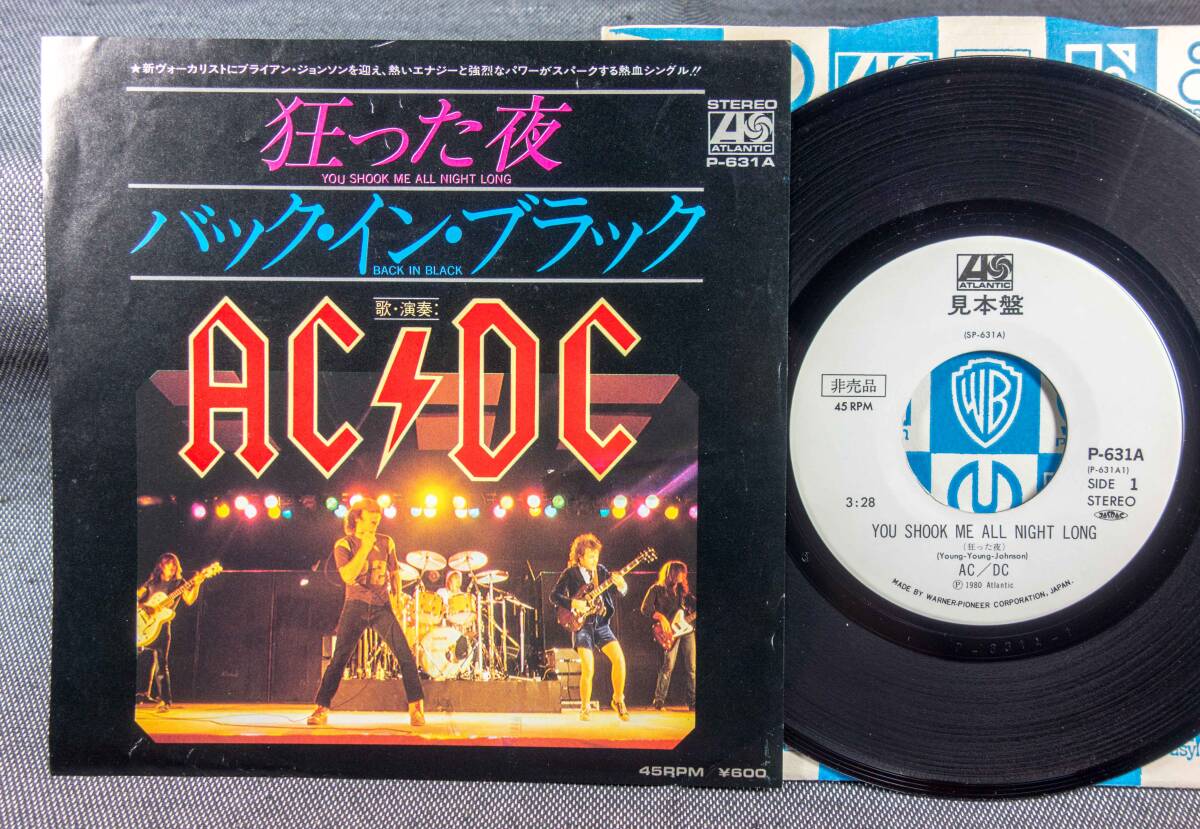 ★新ヴォーカリストにブライアン・ジョンソンを迎え、熱いエナジーと強烈なパワーがスパークする熱血シングル!!
狂った夜
YOU SHOOK ME ALL NIGHT LONG
STEREO
ATLANTIC
P-631A
バック・イン・ブラック
BACK IN BLACK
歌・演奏:
AC DC
45RPM/¥600
ATLANTIC
見本盤
(SP-631A)
非売品
45 RPM
WB
P-631A
(P-631A1)
SIDE 1
STEREO
JASRAC
3:28
YOU SHOOK ME ALL NIGHT LONG
(狂った夜)
(Young-Young-Johnson)
AC/DC
Ⓟ 1980 Atlantic
MADE BY WARNER-PIONEER CORPORATION, JAPAN.